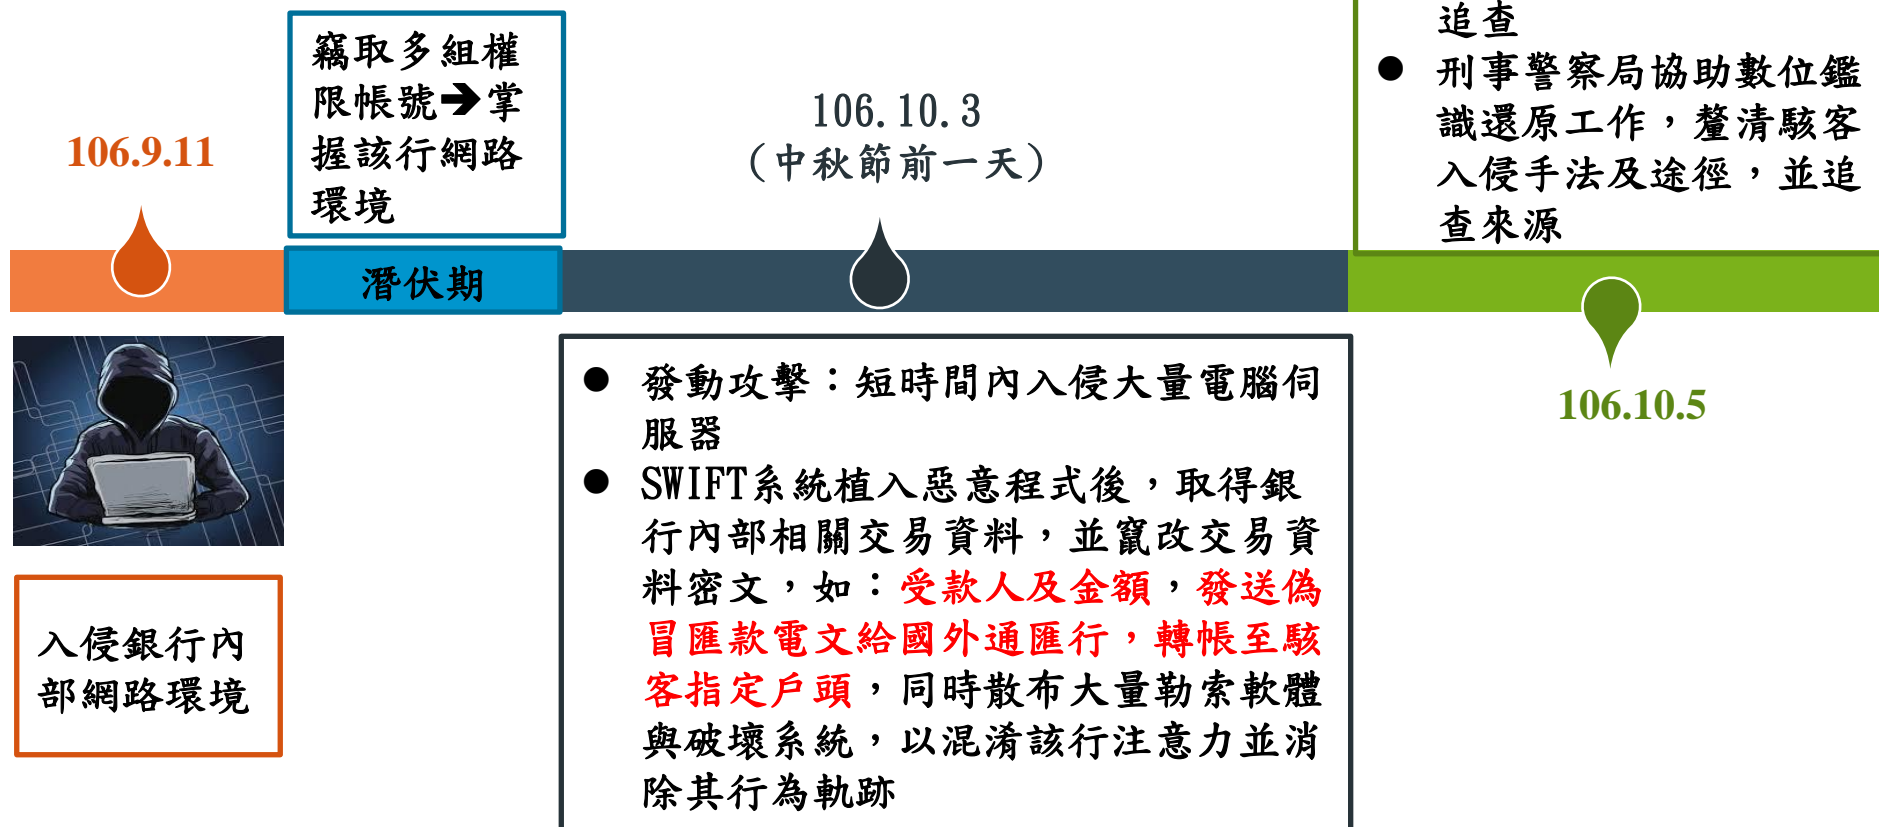 106.9.11
竊取多組權
限帳號➔掌
握該行網路
環境
潛伏期
入侵銀行內
部網路環境
106.10.3
(中秋節前一天)
● 發動攻擊：短時間內入侵大量電腦伺
服器
● SWIFT系統植入惡意程式後，取得銀
行內部相關交易資料，並竄改交易資
料密文，如：受款人及金額，發送偽
冒匯款電文給國外通匯行，轉帳至駭
客指定戶頭，同時散布大量勒索軟體
與破壞系統，以混淆該行注意力並消
除其行為軌跡
追查
● 刑事警察局協助數位鑑
識還原工作，釐清駭客
入侵手法及途徑，並追
查來源
106.10.5